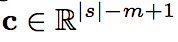 𝐜 ∈ ℝ^{|s|−m+1}